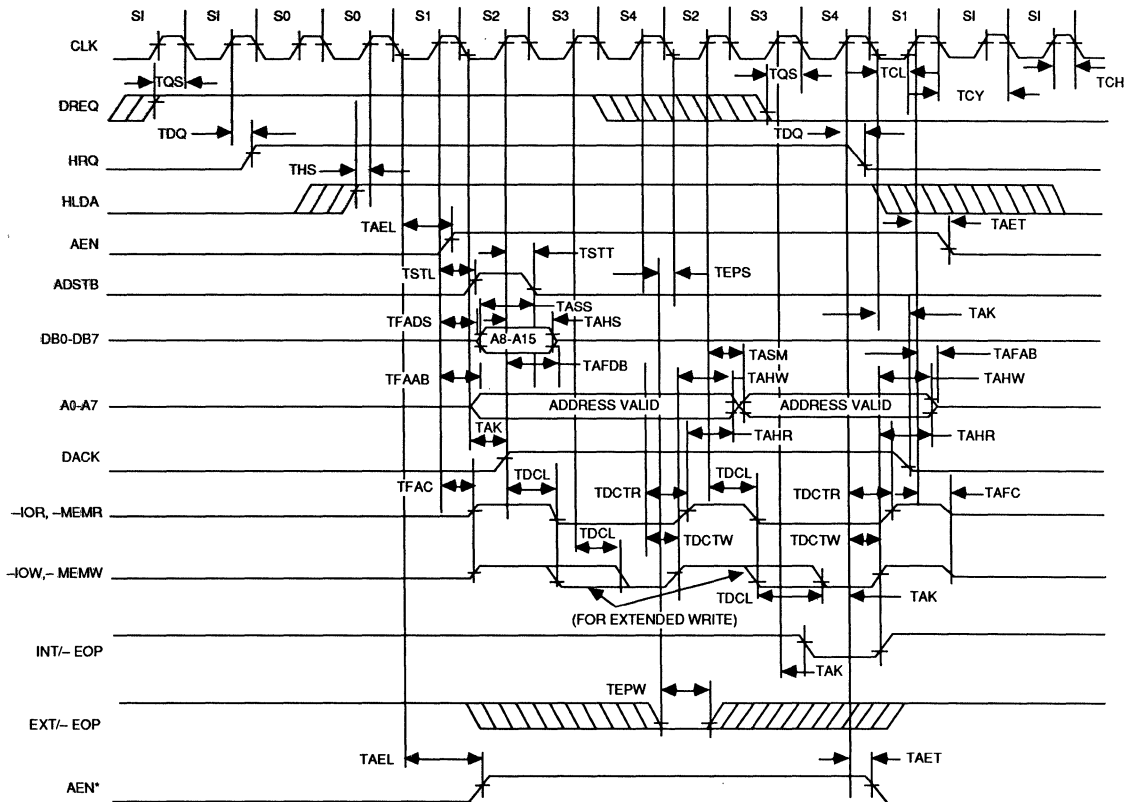 SI SI S0 S0 S1 S2 S3 S4 S2 S3 S4 S1 SI SI
CLK
TQS TQS TCL TCH
TCY
DREQ
TDQ TDQ
HRQ
THS
HLDA
TAEL TAET
AEN
TSTT
TSTL TEPS
ADSTB
TASS TAK
TFADS TAHS
DB0-DB7 A8-A15
TASM TAFAB
TAFDB
TFAAB TAHW TAHW
A0-A7 ADDRESS VALID ADDRESS VALID
TAK TAHR TAHR
DACK
TDCL TDCL
TFAC TDCTR TDCTR TAFC
–IOR, –MEMR
TDCL TDCTW TDCTW
–IOW,– MEMW
TDCL TAK
(FOR EXTENDED WRITE)
INT/– EOP
TAK
TEPW
EXT/– EOP
TAEL TAET
AEN*